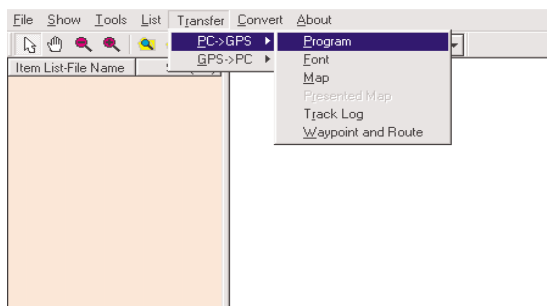 File Show Tools List Transfer Convert About
PC->GPS
GPS->PC
Program
Font
Map
Presented Map
Track Log
Waypoint and Route
Item List-File Name